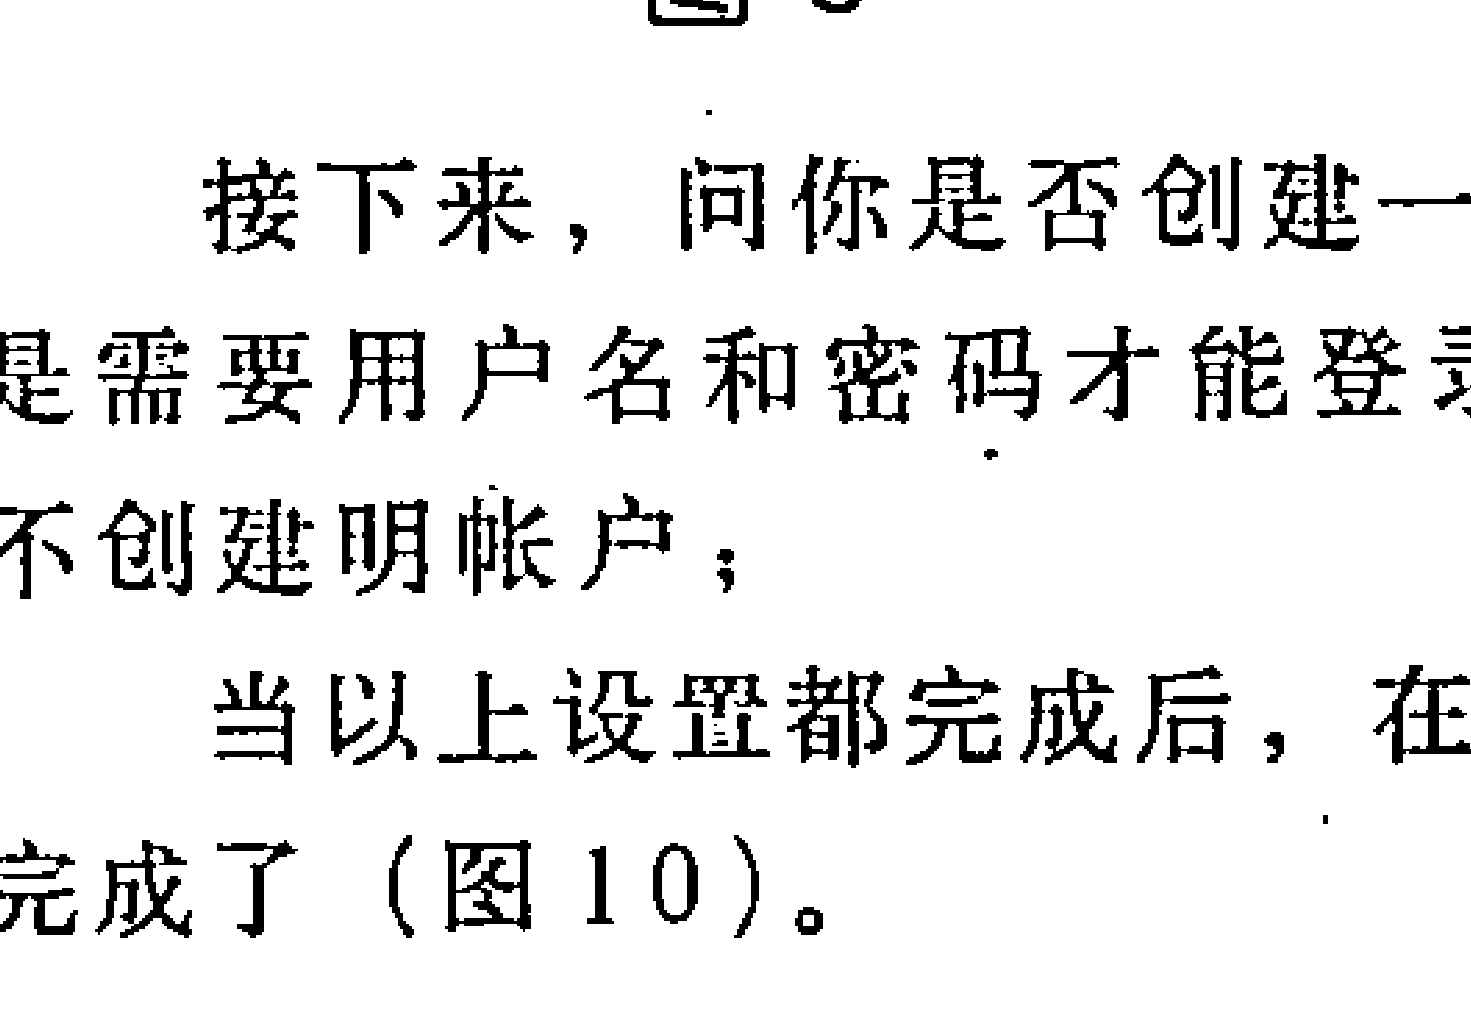 接下来，问你是否创建一
是需要用户名和密码才能登录
不创建明帐户；
当以上设置都完成后，在
完成了（图10）。